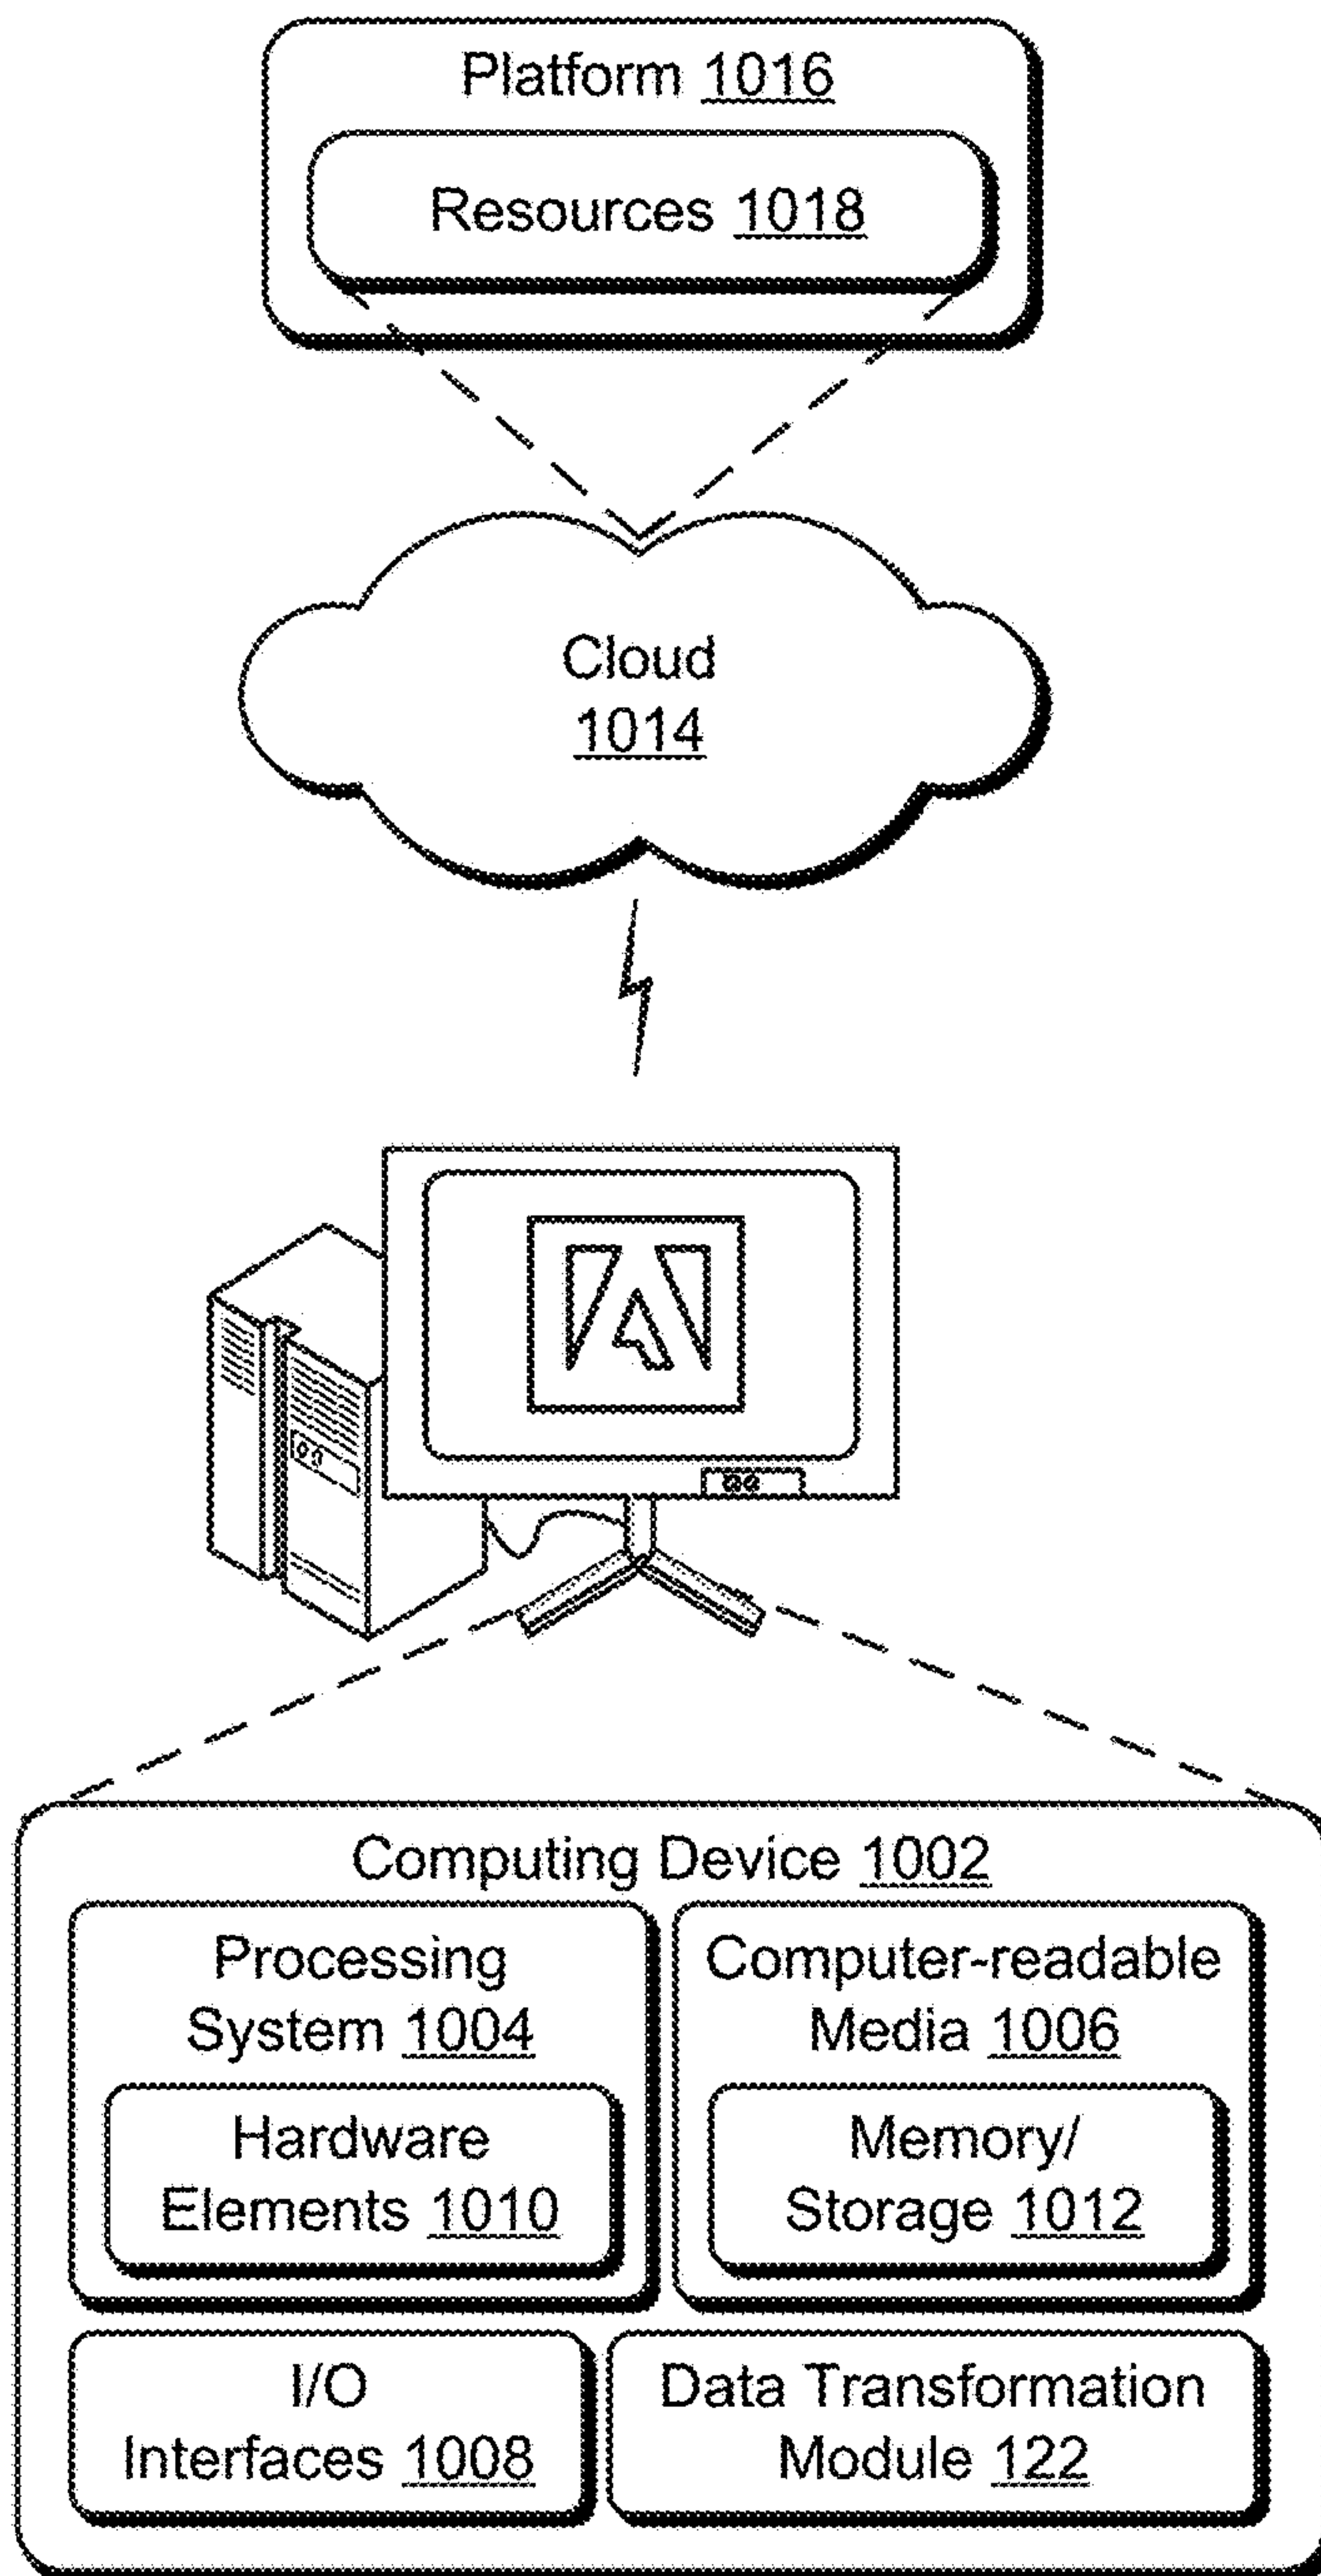 Platform 1016
Resources 1018
Cloud
1014
Computing Device 1002
Processing
System 1004
Hardware
Elements 1010
Computer-readable
Media 1006
Memory/
Storage 1012
I/O
Interfaces 1008
Data Transformation
Module 122